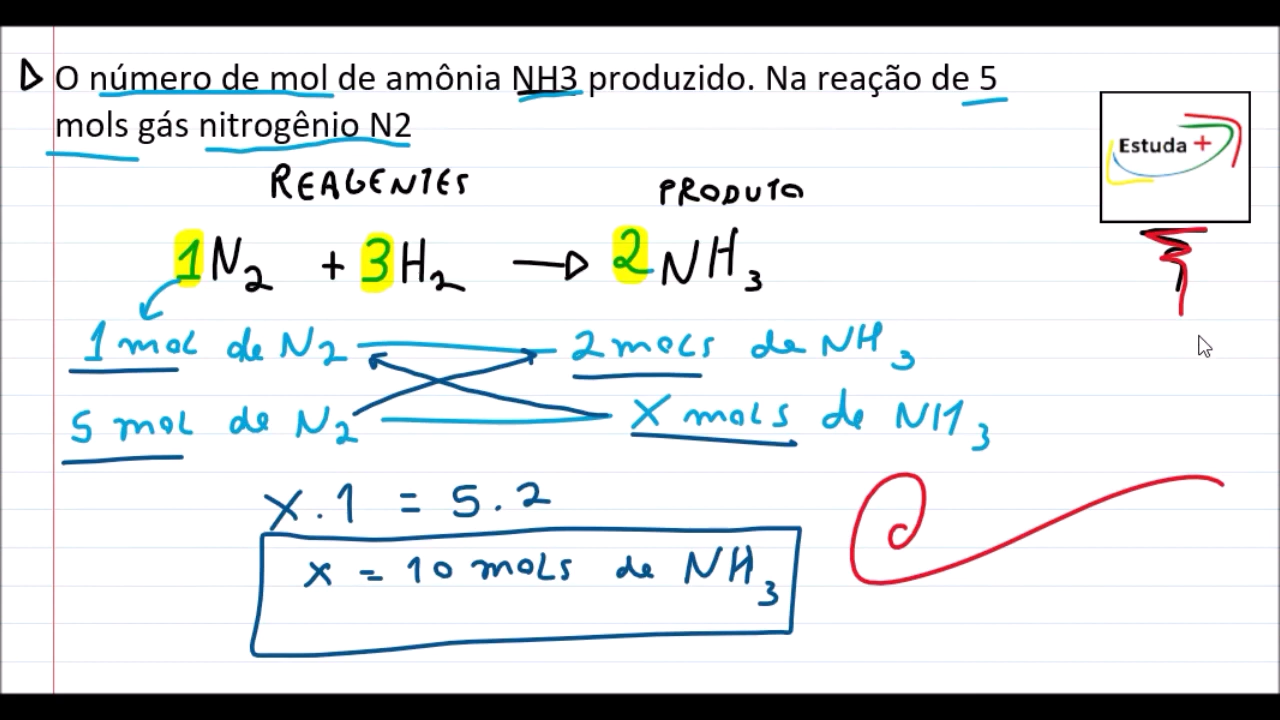 O número de mol de amônia NH3 produzido. Na reação de 5
mols gás nitrogênio N2
Estuda +
REAGENTES PRODUTO
1N2 + 3H2 → 2NH3
1 mol de N2 2 mols de NH3
5 mol de N2 X mols de NH3
X . 1 = 5 . 2
x = 10 mols de NH3